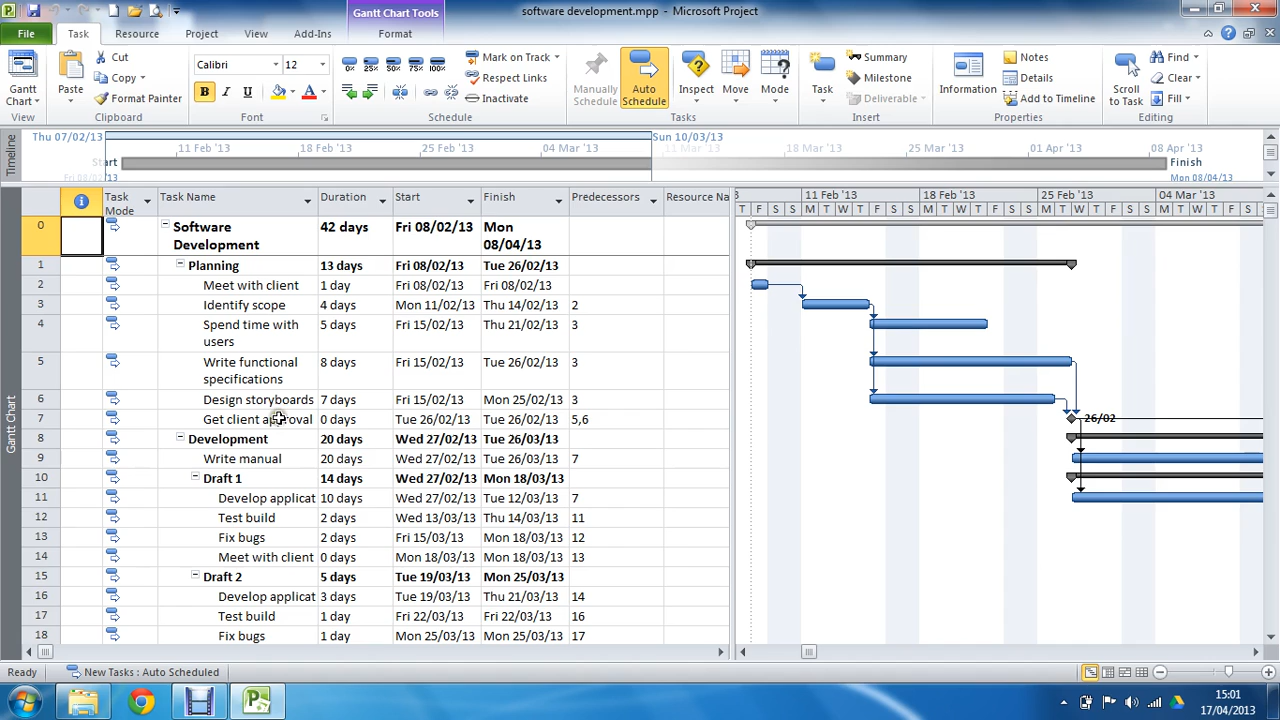 software development.mpp - Microsoft Project
Gantt Chart Tools
File Task Resource Project View Add-Ins Format
Gantt Chart
View
Paste
Cut
Copy
Format Painter
Clipboard
Calibri 12
B I U A
Font
0% 25% 50% 75% 100%
Mark on Track
Respect Links
Inactivate
Schedule
Manually Schedule
Auto Schedule
Inspect
Move
Mode
Tasks
Task
Summary
Milestone
Deliverable
Insert
Information
Notes
Details
Add to Timeline
Properties
Scroll to Task
Find
Clear
Fill
Editing
Timeline
Thu 07/02/13 Sun 10/03/13
11 Feb '13 18 Feb '13 25 Feb '13 04 Mar '13 11 Mar '13 18 Mar '13 25 Mar '13 01 Apr '13 08 Apr '13
Start Finish
Fri 08/02/13 Mon 08/04/13
Task Mode Task Name Duration Start Finish Predecessors Resource Na
11 Feb '13 18 Feb '13 25 Feb '13 04 Mar '13
T F S S M T W T F S S M T W T F S S M T W T F S S M T W T F S
0 Software Development 42 days Fri 08/02/13 Mon 08/04/13
1 Planning 13 days Fri 08/02/13 Tue 26/02/13
2 Meet with client 1 day Fri 08/02/13 Fri 08/02/13
3 Identify scope 4 days Mon 11/02/13 Thu 14/02/13 2
4 Spend time with users 5 days Fri 15/02/13 Thu 21/02/13 3
5 Write functional specifications 8 days Fri 15/02/13 Tue 26/02/13 3
6 Design storyboards 7 days Fri 15/02/13 Mon 25/02/13 3
7 Get client approval 0 days Tue 26/02/13 Tue 26/02/13 5,6 26/02
8 Development 20 days Wed 27/02/13 Tue 26/03/13
9 Write manual 20 days Wed 27/02/13 Tue 26/03/13 7
10 Draft 1 14 days Wed 27/02/13 Mon 18/03/13
11 Develop applicat 10 days Wed 27/02/13 Tue 12/03/13 7
12 Test build 2 days Wed 13/03/13 Thu 14/03/13 11
13 Fix bugs 2 days Fri 15/03/13 Mon 18/03/13 12
14 Meet with client 0 days Mon 18/03/13 Mon 18/03/13 13
15 Draft 2 5 days Tue 19/03/13 Mon 25/03/13
16 Develop applicat 3 days Tue 19/03/13 Thu 21/03/13 14
17 Test build 1 day Fri 22/03/13 Fri 22/03/13 16
18 Fix bugs 1 day Mon 25/03/13 Mon 25/03/13 17
Gantt Chart
Ready New Tasks : Auto Scheduled
15:01
17/04/2013